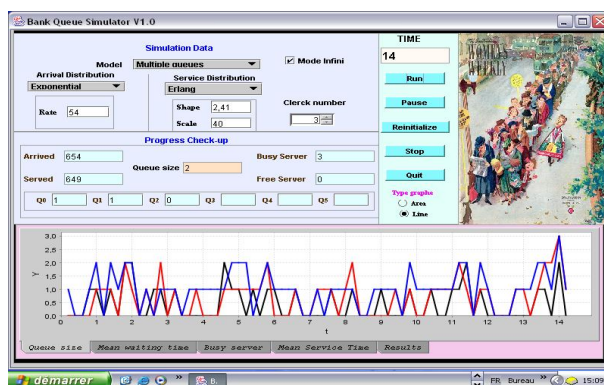 Bank Queue Simulator V1.0
Simulation Data
Model Multiple queues
Mode Infini
Arrival Distribution
Exponential
Service Distribution
Erlang
Rate 54
Shape 2,41
Scale 40
Clerck number
3
Progress Check-up
Arrived 654
Queue size 2
Busy Server 3
Served 649
Free Server 0
Q0 1 Q1 1 Q2 0 Q3 Q4 Q5
TIME
14
Run
Pause
Reinitialize
Stop
Quit
Type graphe
Area
Line
WEEKLY
Y
3,0
2,5
2,0
1,5
1,0
0,5
0,0
0 1 2 3 4 5 6 7 8 9 10 11 12 13 14
t
Queue size Mean waiting time Busy server Mean Service Time Results
démarrer
B.
FR Bureau
15:09